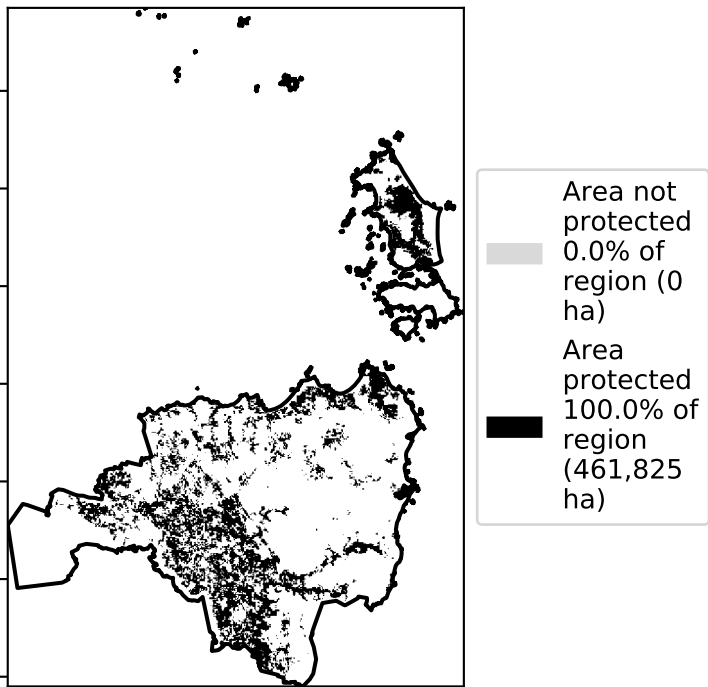 Area not
protected
0.0% of
region (0
ha)
Area
protected
100.0% of
region
(461,825
ha)